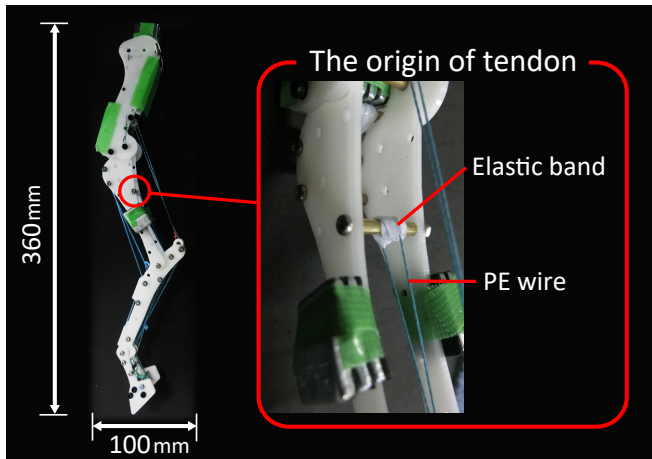 The origin of tendon
Elastic band
PE wire
360mm
100mm